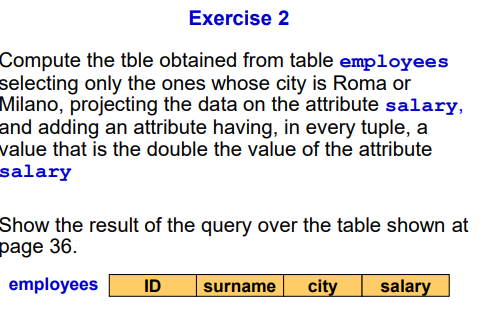 Exercise 2
Compute the tble obtained from table employees
selecting only the ones whose city is Roma or
Milano, projecting the data on the attribute salary,
and adding an attribute having, in every tuple, a
value that is the double the value of the attribute
salary
Show the result of the query over the table shown at
page 36.
employees ID surname city salary